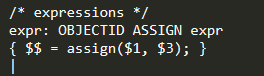 /* expressions */
expr: OBJECTID ASSIGN expr
{ $$ = assign($1, $3); }
|